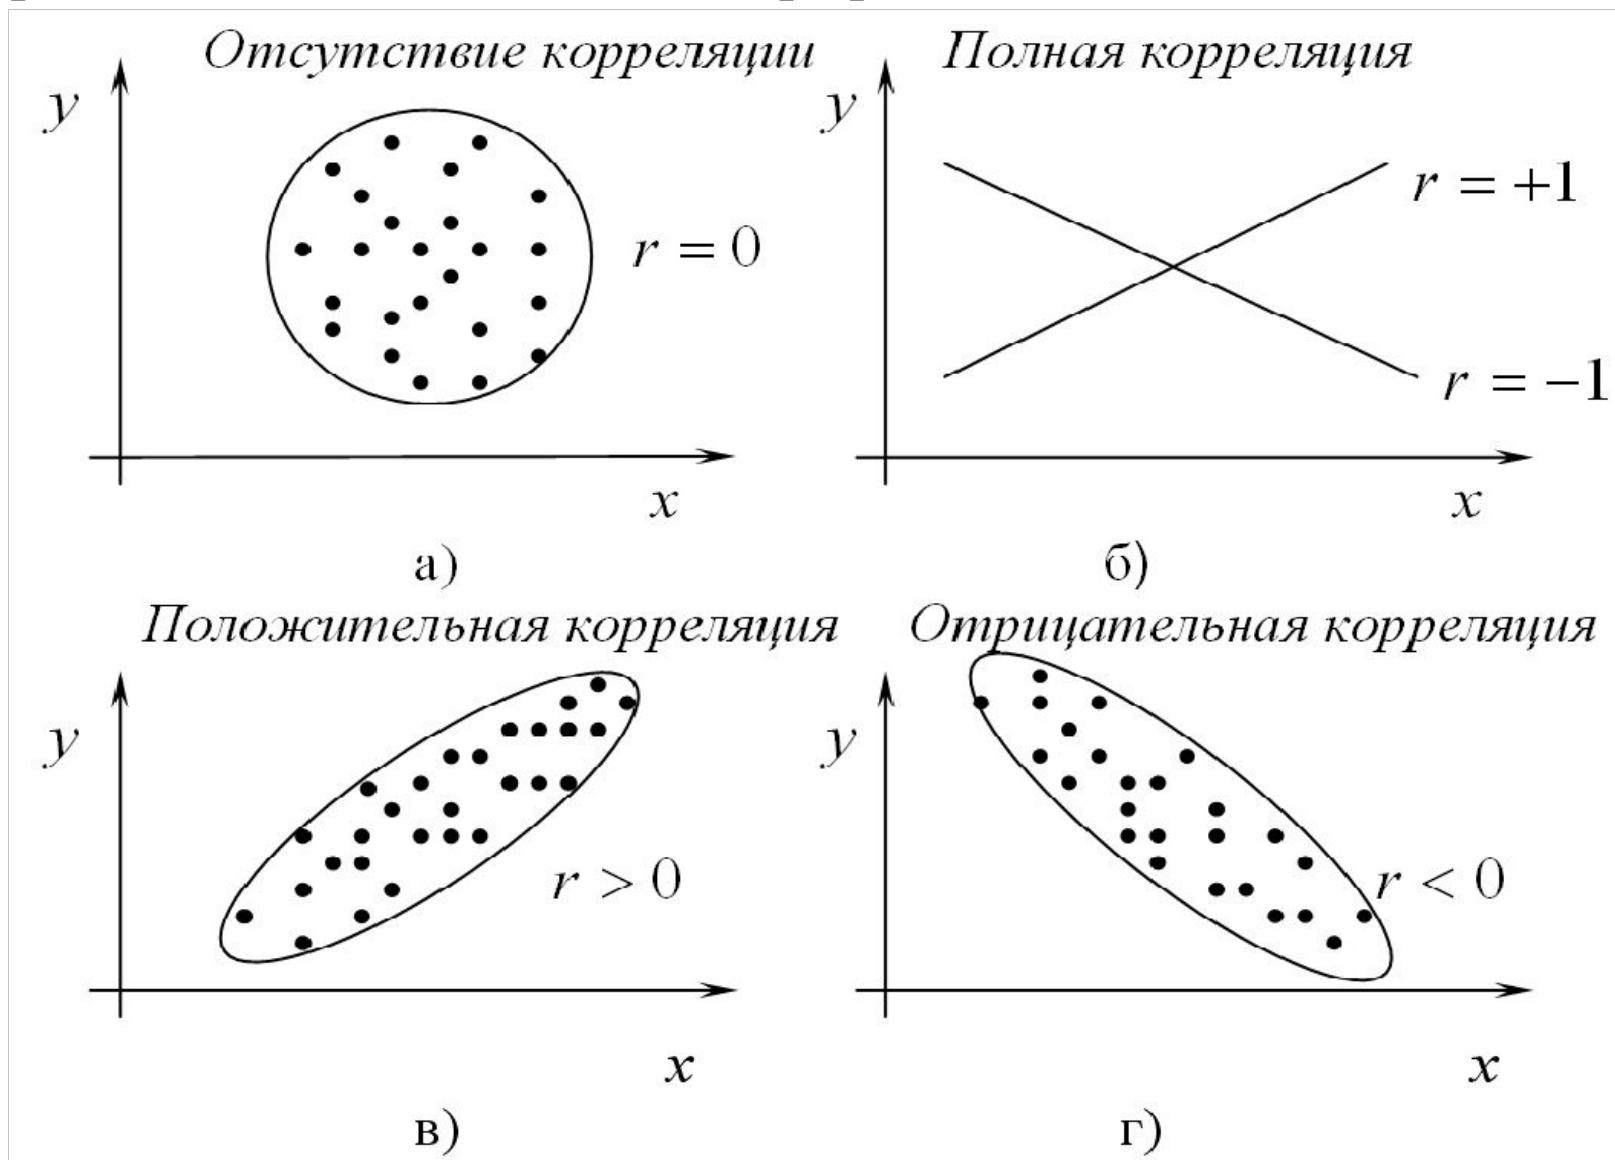 Отсутствие корреляции
y
r = 0
x
а)
Полная корреляция
y
r = +1
r = −1
x
б)
Положительная корреляция
y
r > 0
x
в)
Отрицательная корреляция
y
r < 0
x
г)